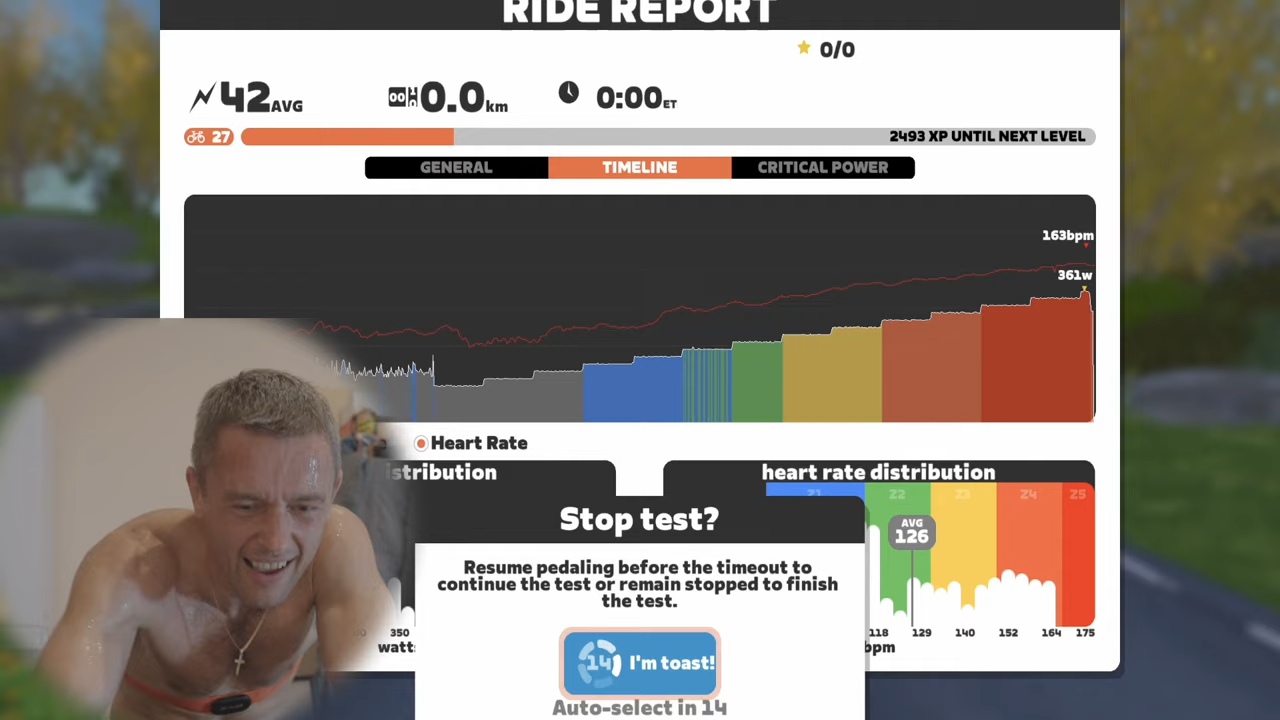 RIDE REPORT
0/0
42AVG
0.0km
0:00ET
27
2493 XP UNTIL NEXT LEVEL
GENERAL
TIMELINE
CRITICAL POWER
163bpm
361w
Heart Rate
istribution
heart rate distribution
Z1 Z2 Z3 Z4 Z5
AVG
126
Stop test?
Resume pedaling before the timeout to
continue the test or remain stopped to finish
the test.
350
118 129 140 152 164 175
watt
bpm
14 I'm toast!
Auto-select in 14